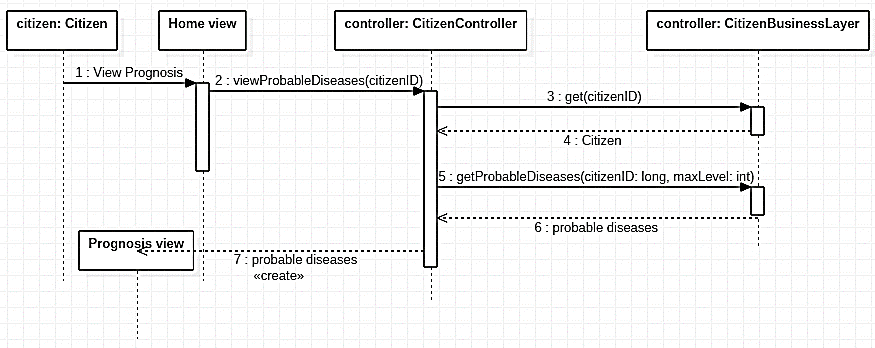 citizen: Citizen
Home view
controller: CitizenController
controller: CitizenBusinessLayer
1 : View Prognosis
2 : viewProbableDiseases(citizenID)
3 : get(citizenID)
4 : Citizen
5 : getProbableDiseases(citizenID: long, maxLevel: int)
6 : probable diseases
Prognosis view
7 : probable diseases
«create»